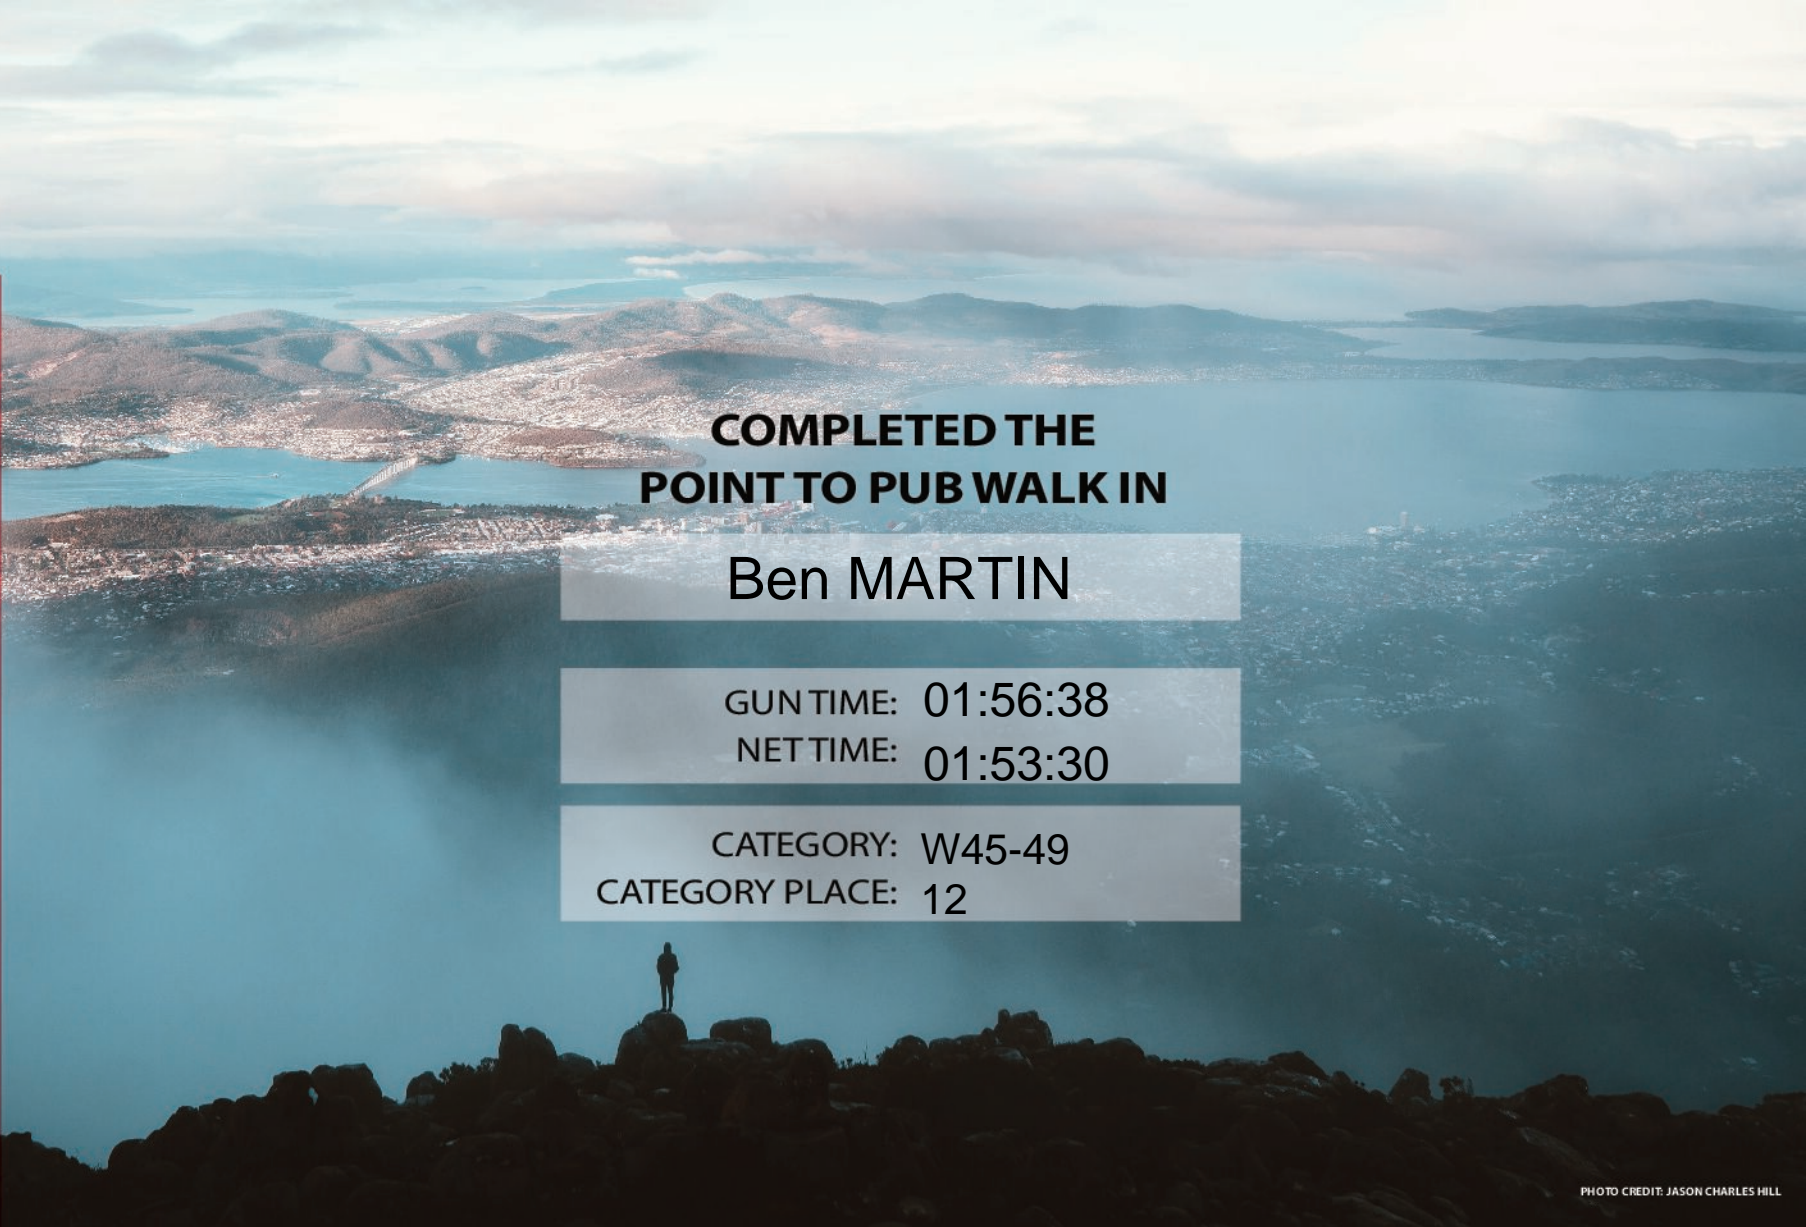 COMPLETED THE
POINT TO PUB WALK IN
Ben MARTIN
GUN TIME: 01:56:38
NET TIME: 01:53:30
CATEGORY: W45-49
CATEGORY PLACE: 12
PHOTO CREDIT: JASON CHARLES HILL